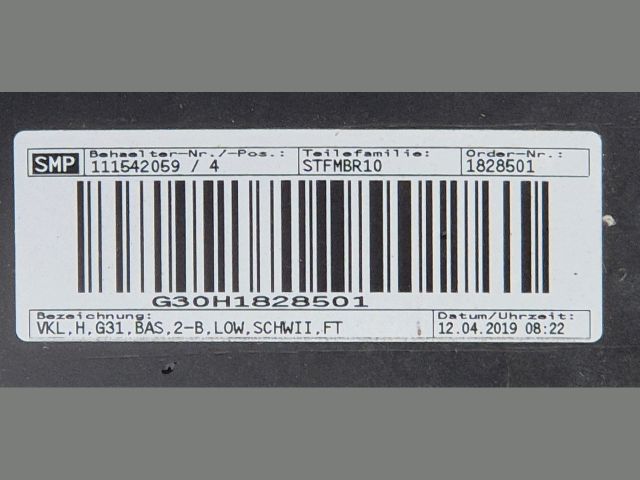 SMP Behaelter-Nr./-Pos.: Teilefamilie: Order-Nr.:
111542059 / 4 STFMBR10 1828501
G30H1828501
Bezeichnung: Datum/Uhrzeit:
VKL,H,G31,BAS,2-B,LOW,SCHWII,FT 12.04.2019 08:22